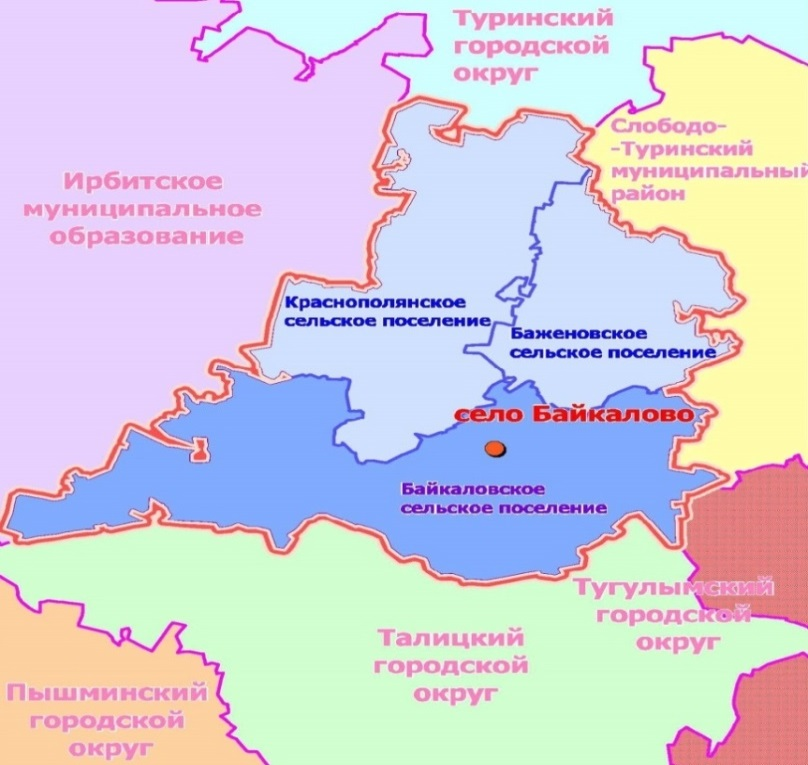 Туринский
городской
округ
Слободо-
-Туринский
муниципальный
район
Ирбитское
муниципальное
образование
Краснополянское
сельское поселение
Баженовское
сельское поселение
село Байкалово
Байкаловское
сельское поселение
Тугулымский
городской
округ
Талицкий
городской
округ
Пышминский
городской
округ